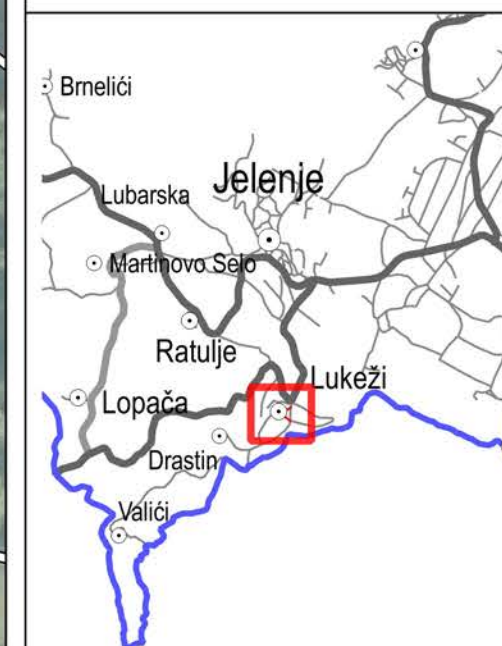 Brnelići
Jelenje
Lubarska
Martinovo Selo
Ratulje
Lukeži
Lopača
Drastin
Valići